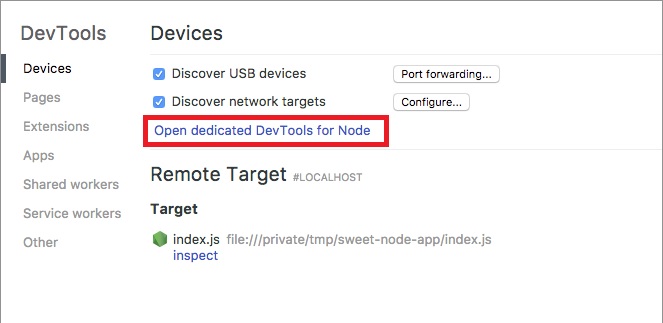 DevTools
Devices
Pages
Extensions
Apps
Shared workers
Service workers
Other
Devices
Discover USB devices
Port forwarding...
Discover network targets
Configure...
Open dedicated DevTools for Node
Remote Target #LOCALHOST
Target
index.js file:///private/tmp/sweet-node-app/index.js
inspect